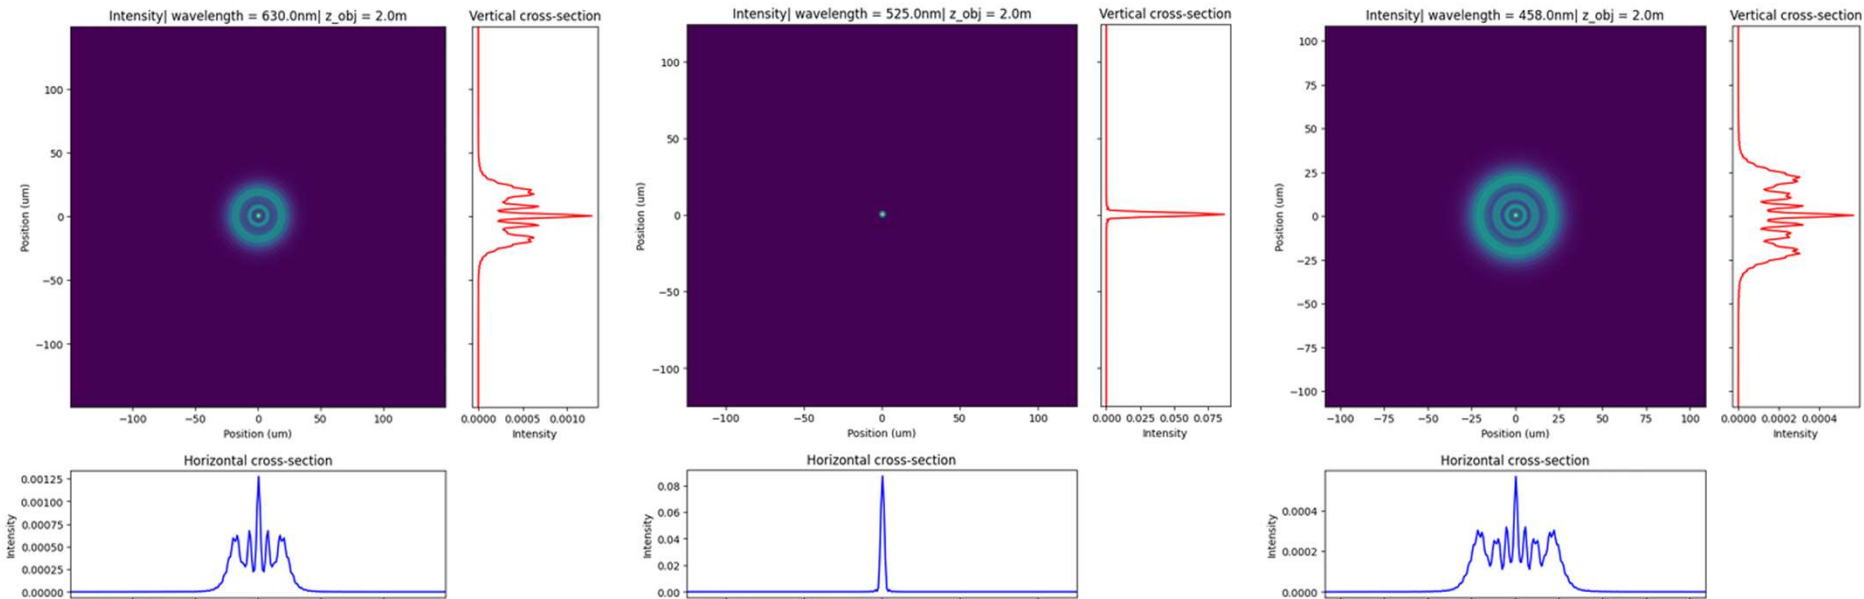 Intensity| wavelength = 630.0nm| z_obj = 2.0m
Vertical cross-section
100
50
0
−50
−100
Position (um)
−100 −50 0 50 100
Position (um)
0.0000 0.0005 0.0010
Intensity
Horizontal cross-section
0.00125
0.00100
0.00075
0.00050
0.00025
0.00000
Intensity
Intensity| wavelength = 525.0nm| z_obj = 2.0m
Vertical cross-section
100
50
0
−50
−100
Position (um)
−100 −50 0 50 100
Position (um)
0.000 0.025 0.050 0.075
Intensity
Horizontal cross-section
0.08
0.06
0.04
0.02
0.00
Intensity
Intensity| wavelength = 458.0nm| z_obj = 2.0m
Vertical cross-section
100
75
50
25
0
−25
−50
−75
−100
Position (um)
−100 −75 −50 −25 0 25 50 75 100
Position (um)
0.0000 0.0002 0.0004
Intensity
Horizontal cross-section
0.0004
0.0002
0.0000
Intensity